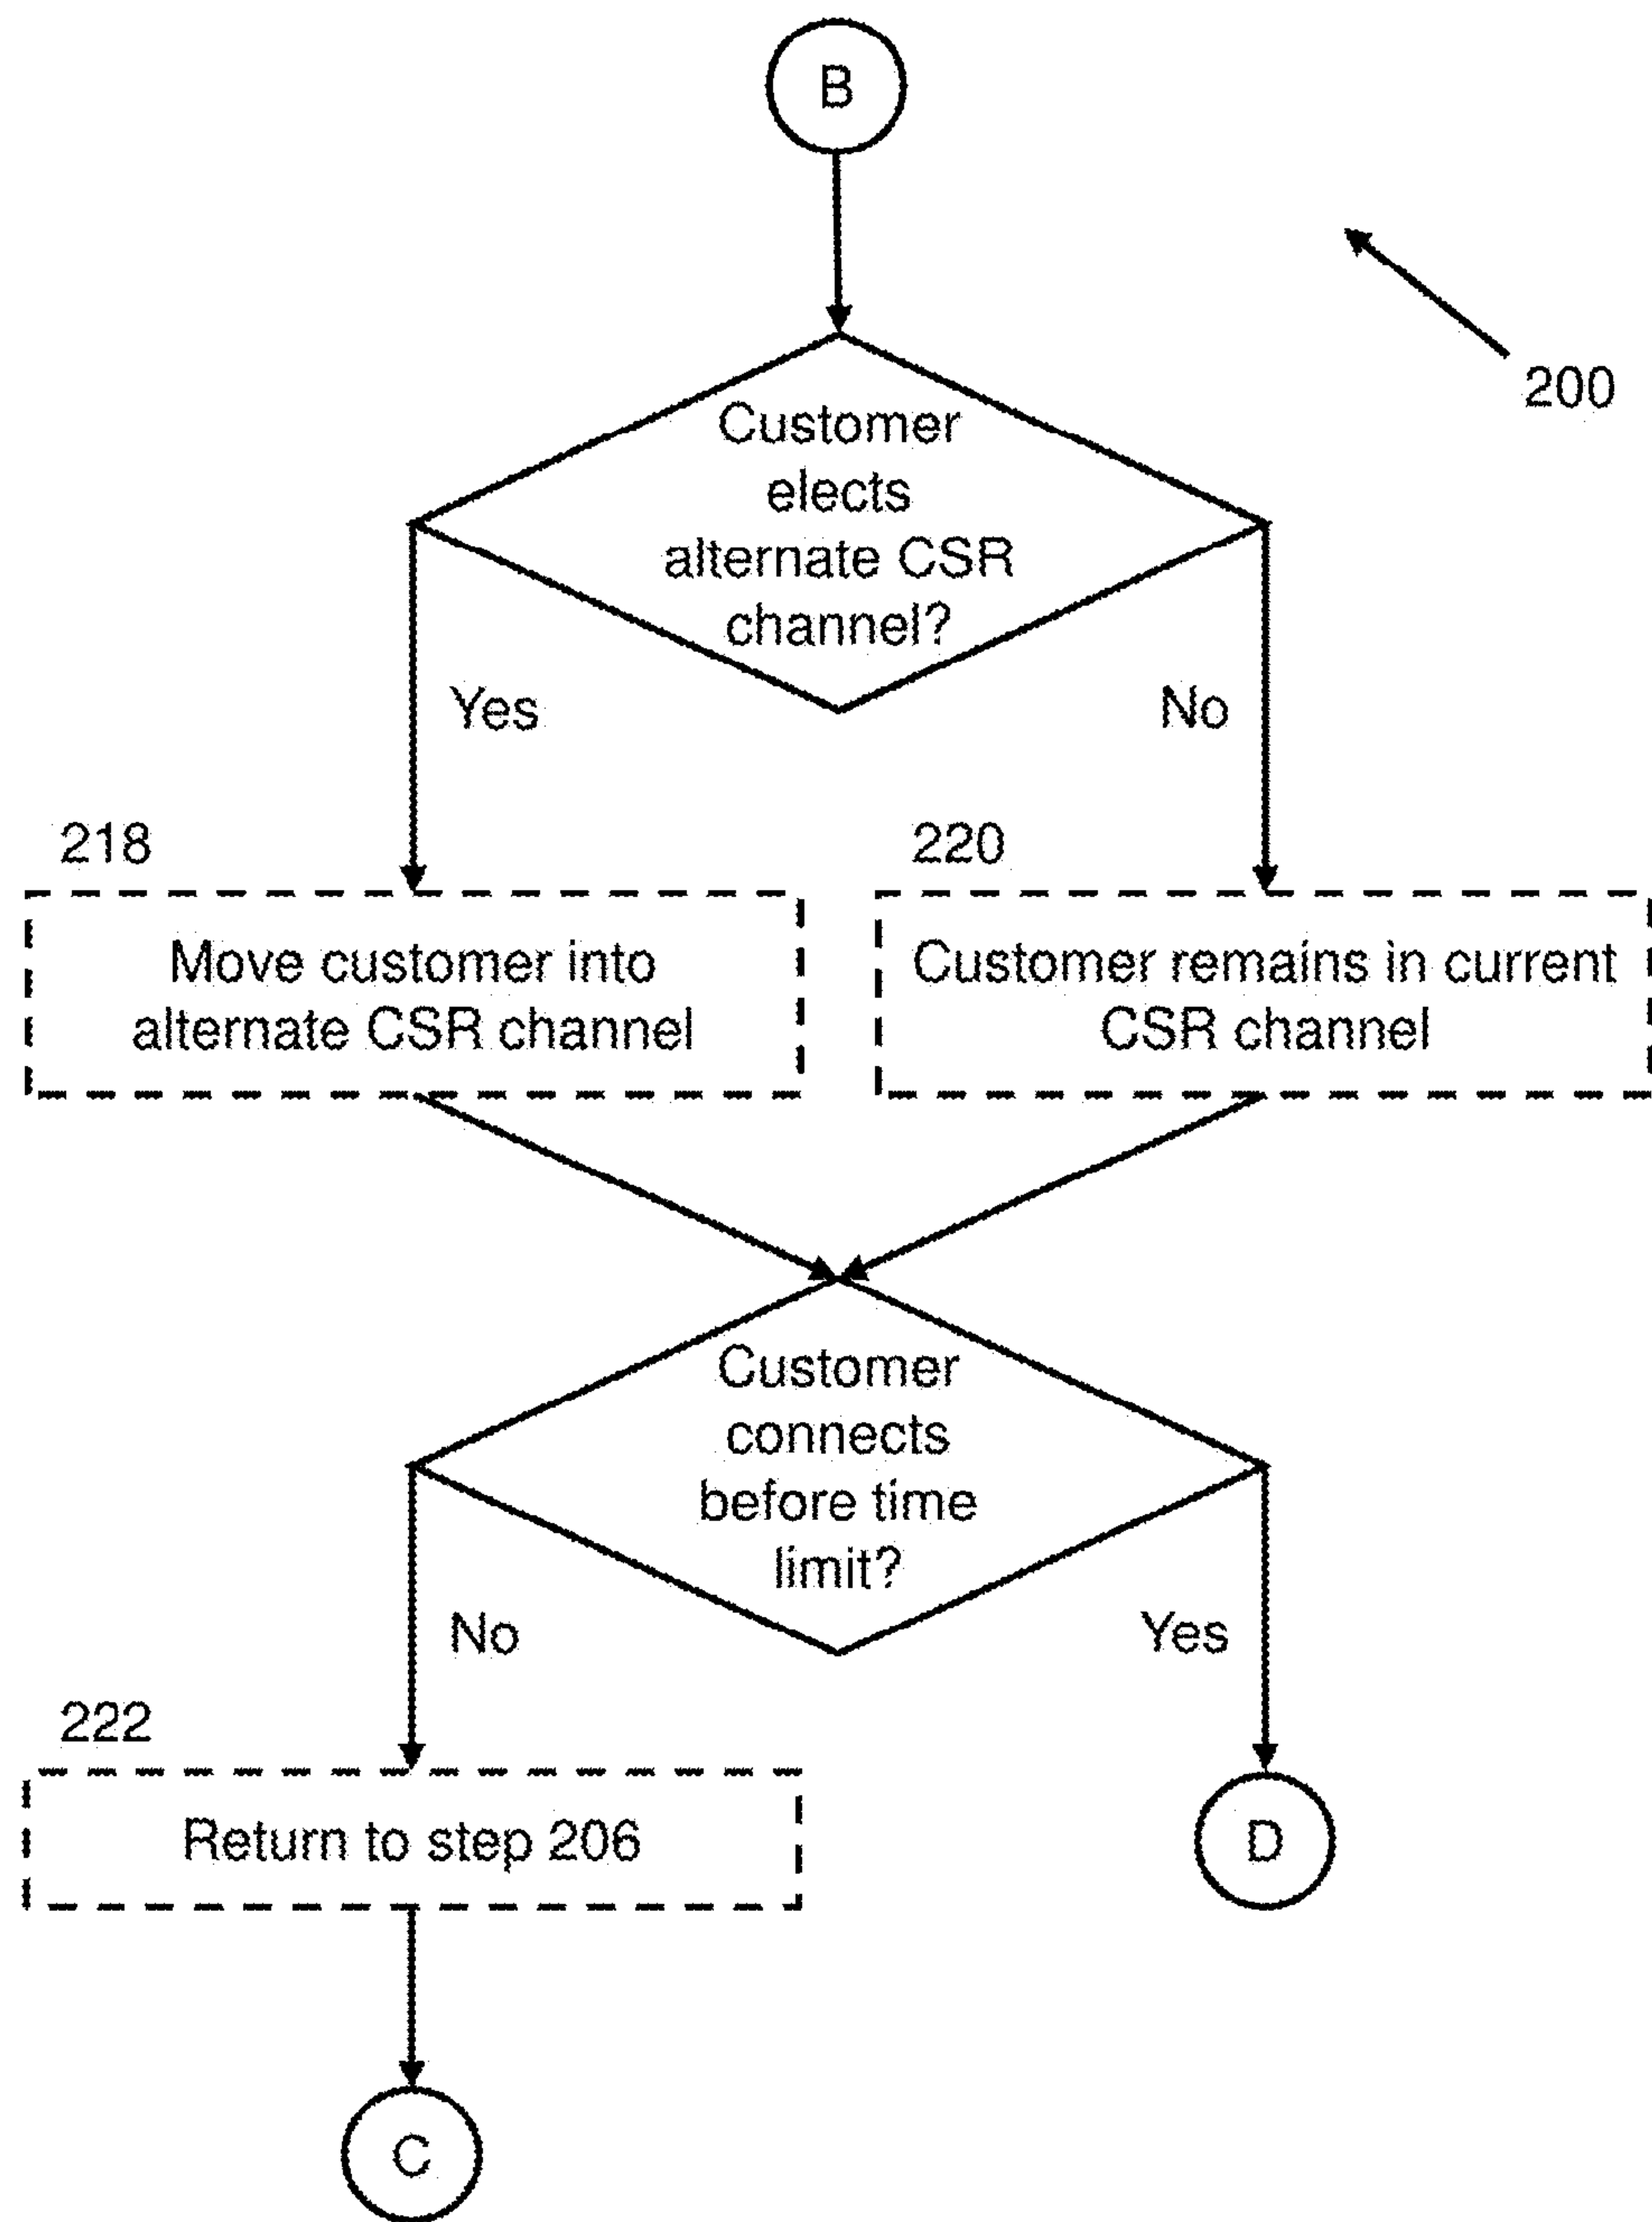 B
200
Customer
elects
alternate CSR
channel?
Yes
No
218
220
Move customer into
alternate CSR channel
Customer remains in current
CSR channel
Customer
connects
before time
limit?
No
Yes
222
Return to step 206
D
C